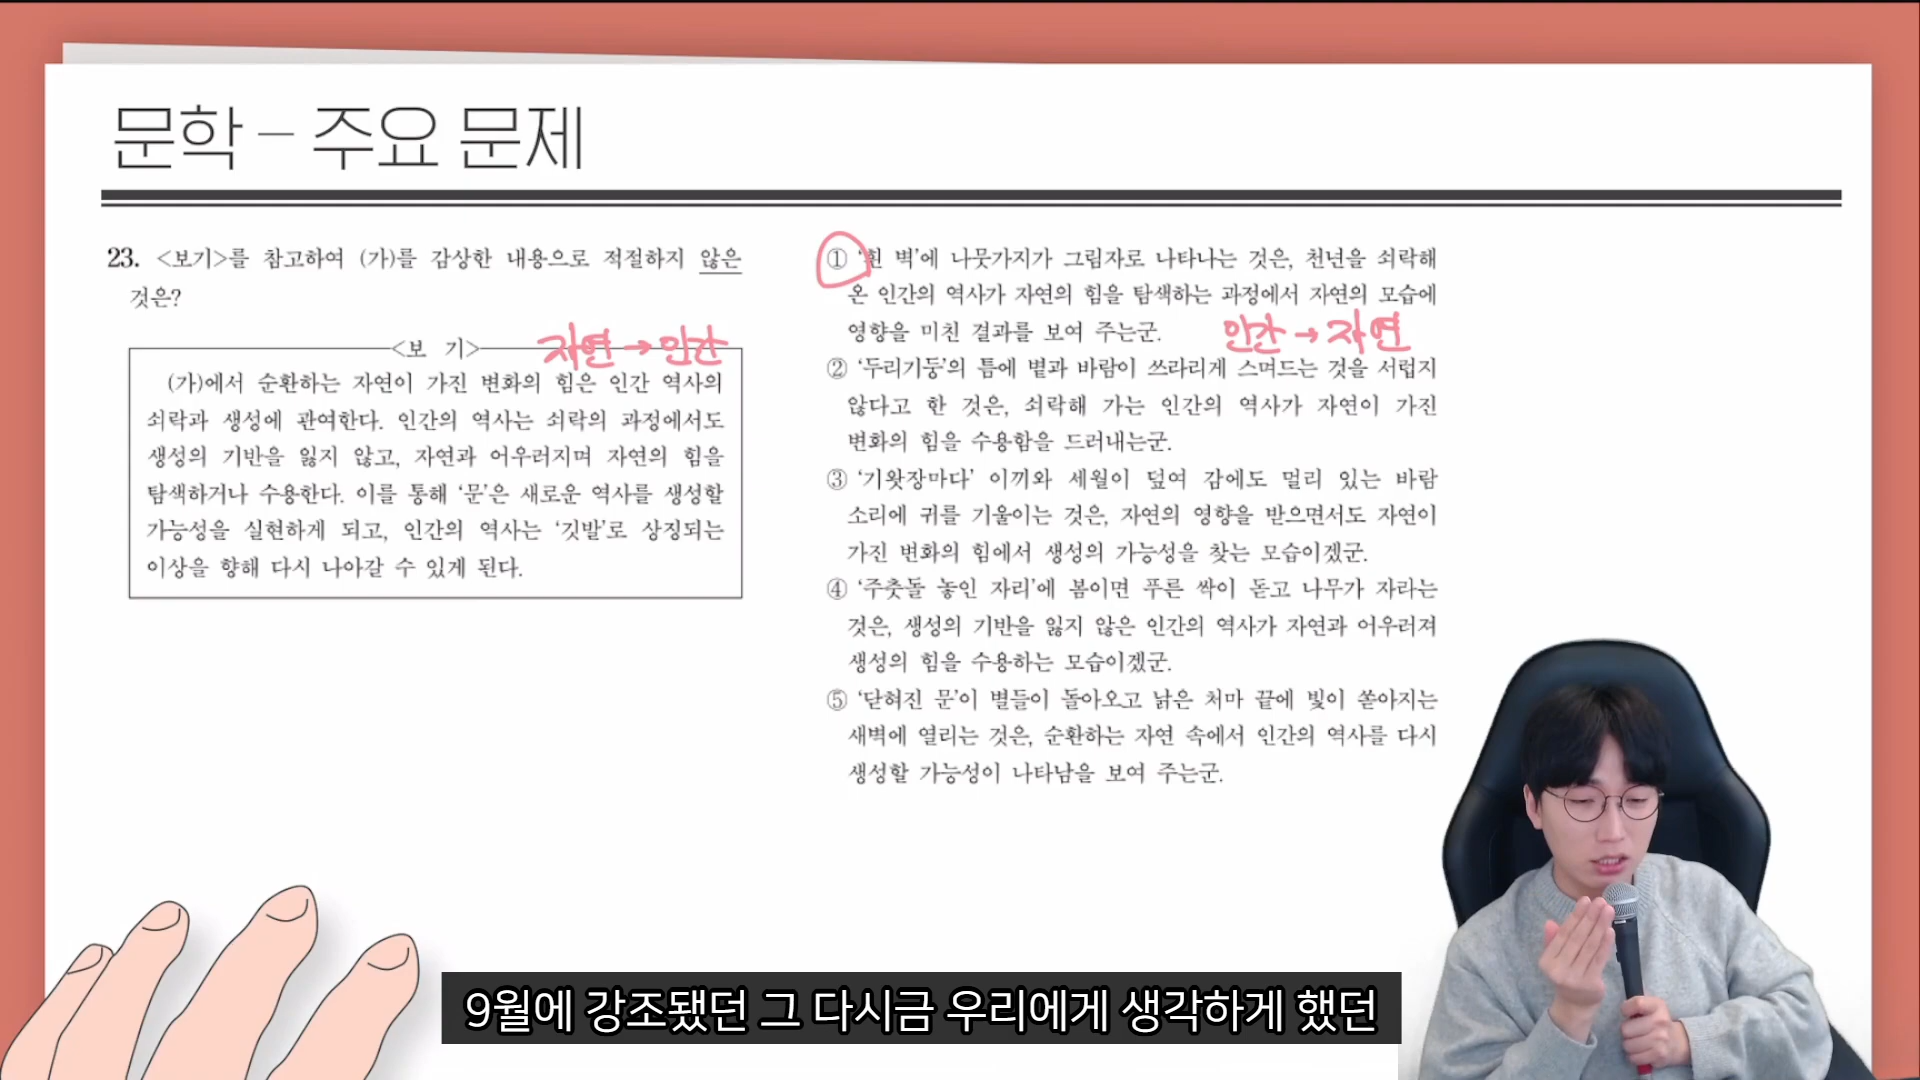 문학 – 주요 문제
23. <보기>를 참고하여 (가)를 감상한 내용으로 적절하지 않은
것은?
<보 기>
자연 → 인간
(가)에서 순환하는 자연이 가진 변화의 힘은 인간 역사의
쇠락과 생성에 관여한다. 인간의 역사는 쇠락의 과정에서도
생성의 기반을 잃지 않고, 자연과 어우러지며 자연의 힘을
탐색하거나 수용한다. 이를 통해 ‘문’은 새로운 역사를 생성할
가능성을 실현하게 되고, 인간의 역사는 ‘깃발’로 상징되는
이상을 향해 다시 나아갈 수 있게 된다.
① ‘흰 벽’에 나뭇가지가 그림자로 나타나는 것은, 천년을 쇠락해
온 인간의 역사가 자연의 힘을 탐색하는 과정에서 자연의 모습에
영향을 미친 결과를 보여 주는군.
인간 → 자연
② ‘두리기둥’의 틈에 볕과 바람이 쓰라리게 스며드는 것을 서럽지
않다고 한 것은, 쇠락해 가는 인간의 역사가 자연이 가진
변화의 힘을 수용함을 드러내는군.
③ ‘기왓장마다’ 이끼와 세월이 덮여 감에도 멀리 있는 바람
소리에 귀를 기울이는 것은, 자연의 영향을 받으면서도 자연이
가진 변화의 힘에서 생성의 가능성을 찾는 모습이겠군.
④ ‘주춧돌 놓인 자리’에 봄이면 푸른 싹이 돋고 나무가 자라는
것은, 생성의 기반을 잃지 않은 인간의 역사가 자연과 어우러져
생성의 힘을 수용하는 모습이겠군.
⑤ ‘닫혀진 문’이 별들이 돌아오고 낡은 처마 끝에 빛이 쏟아지는
새벽에 열리는 것은, 순환하는 자연 속에서 인간의 역사를 다시
생성할 가능성이 나타남을 보여 주는군.
9월에 강조됐던 그 다시금 우리에게 생각하게 했던